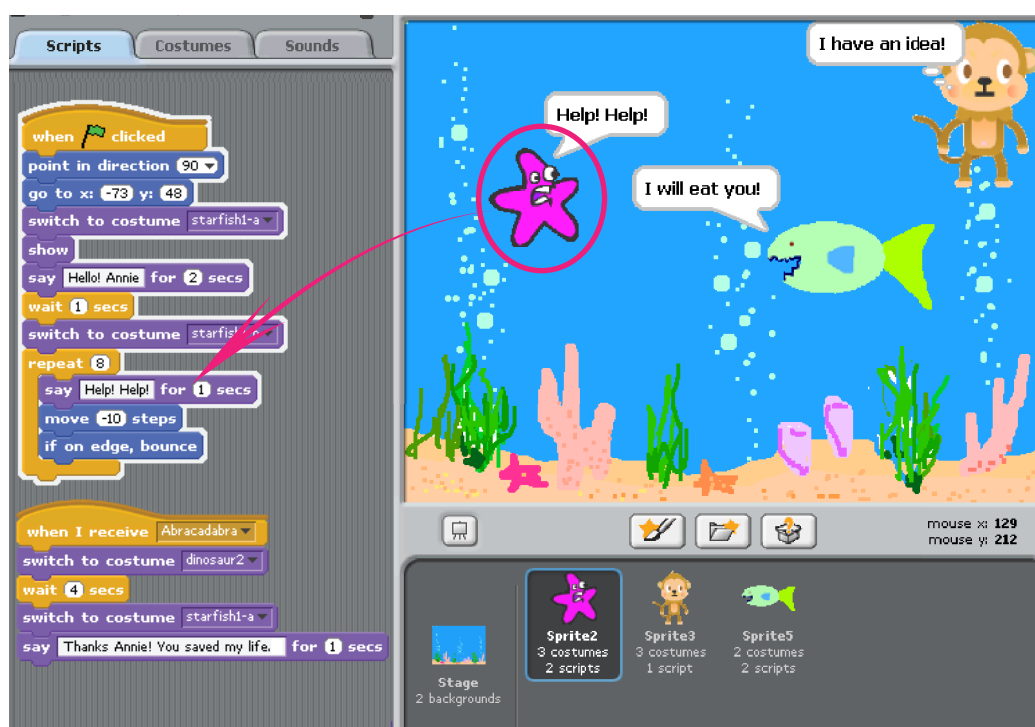 Scripts
Costumes
Sounds
when clicked
point in direction 90
go to x: -73 y: 48
switch to costume starfish1-a
show
say Hello! Annie for 2 secs
wait 1 secs
switch to costume
repeat 8
say Help! Help! for 1 secs
move -10 steps
if on edge, bounce
when I receive Abracadabra
switch to costume dinosaur2
wait 4 secs
switch to costume starfish1-a
say Thanks Annie! You saved my life. for 1 secs
I have an idea!
Help! Help!
I will eat you!
mouse x: 129
mouse y: 212
Stage
2 backgrounds
Sprite2
3 costumes
2 scripts
Sprite3
3 costumes
1 script
Sprite5
2 costumes
2 scripts